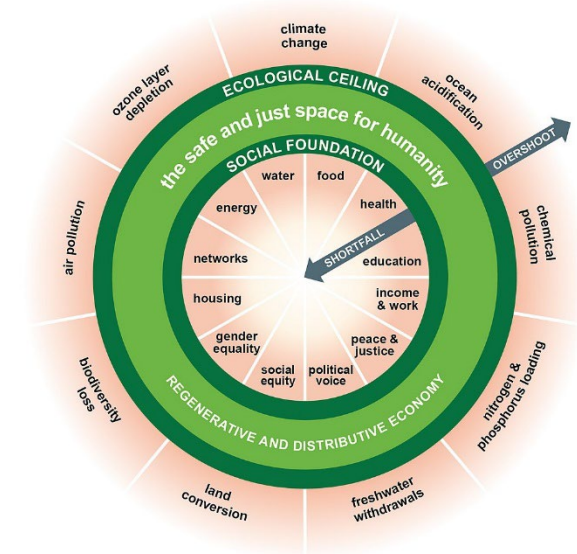 climate
change
ozone layer
depletion
ocean
acidification
ECOLOGICAL CEILING
the safe and just space for humanity
OVERSHOOT
SOCIAL FOUNDATION
water
food
energy
health
SHORTFALL
air pollution
chemical
pollution
networks
education
housing
income
& work
gender
equality
peace &
justice
social
equity
political
voice
biodiversity
loss
REGENERATIVE AND DISTRIBUTIVE ECONOMY
nitrogen &
phosphorus loading
land
conversion
freshwater
withdrawals